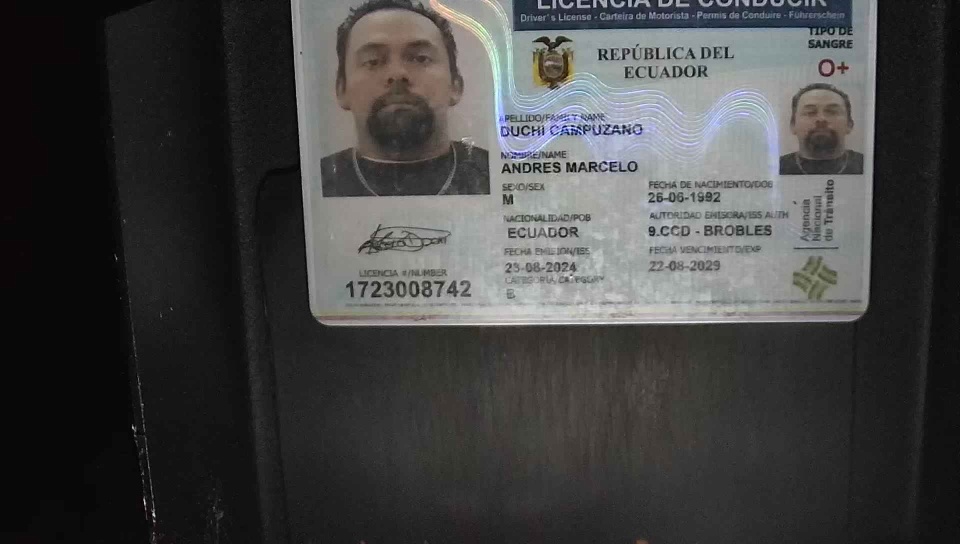 LICENCIA DE CONDUCIR
Driver's License - Carteira de Motorista - Permis de Conduire - Führerschein
REPÚBLICA DEL
ECUADOR
TIPO DE
SANGRE
O+
APELLIDO/FAMILY NAME
DUCHI CAMPUZANO
NOMBRE/NAME
ANDRES MARCELO
SEXO/SEX
M
FECHA DE NACIMIENTO/DOB
26-06-1992
NACIONALIDAD/POB
ECUADOR
AUTORIDAD EMISORA/ISS AUTH
9.CCD - BROBLES
FECHA EMISIÓN/ISS
23-08-2024
FECHA VENCIMIENTO/EXP
22-08-2029
CATEGORÍA/CATEGORY
B
LICENCIA #/NUMBER
1723008742
Agencia
Nacional
de Tránsito